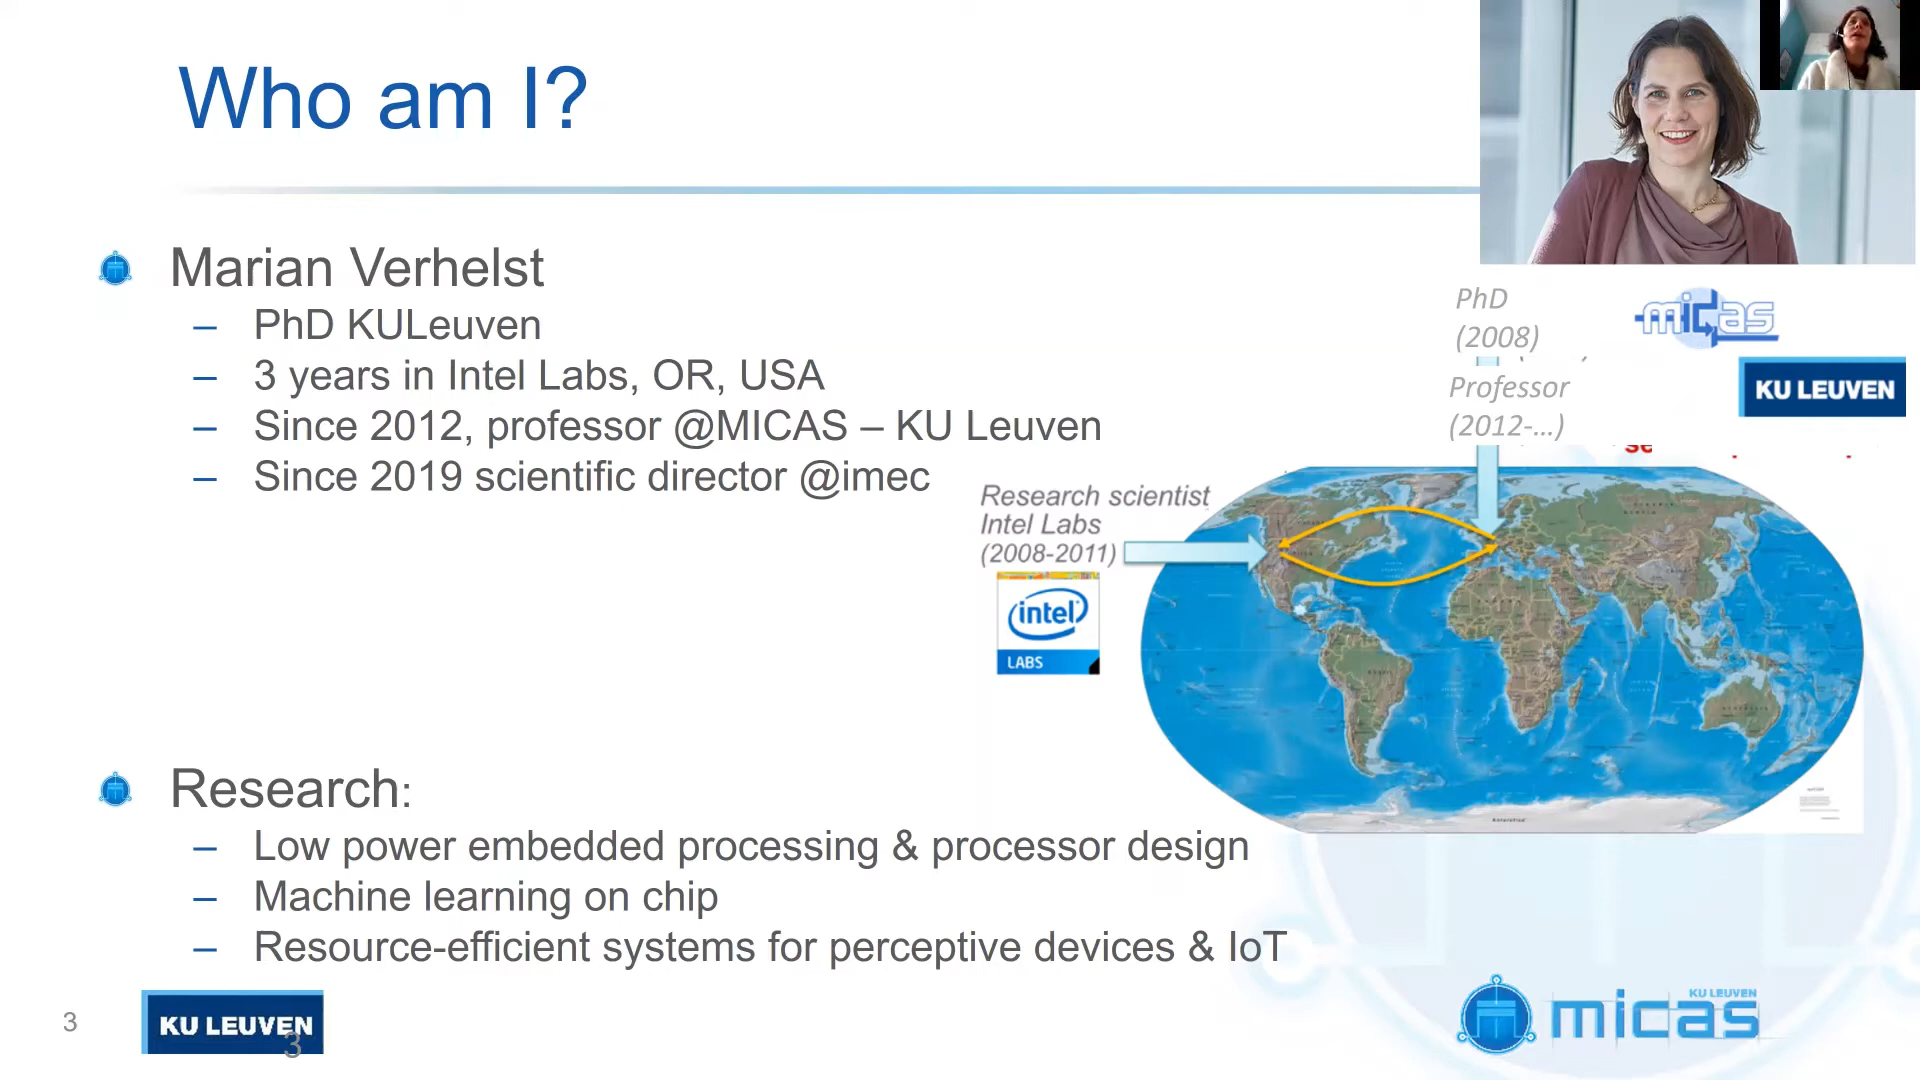 Who am I?
Marian Verhelst
– PhD KULeuven
– 3 years in Intel Labs, OR, USA
– Since 2012, professor @MICAS – KU Leuven
– Since 2019 scientific director @imec
PhD
(2008)
micas
Professor
(2012-...)
KU LEUVEN
Research scientist
Intel Labs
(2008-2011)
intel
LABS
Research:
– Low power embedded processing & processor design
– Machine learning on chip
– Resource-efficient systems for perceptive devices & IoT
3
KU LEUVEN
3
KU LEUVEN
micas